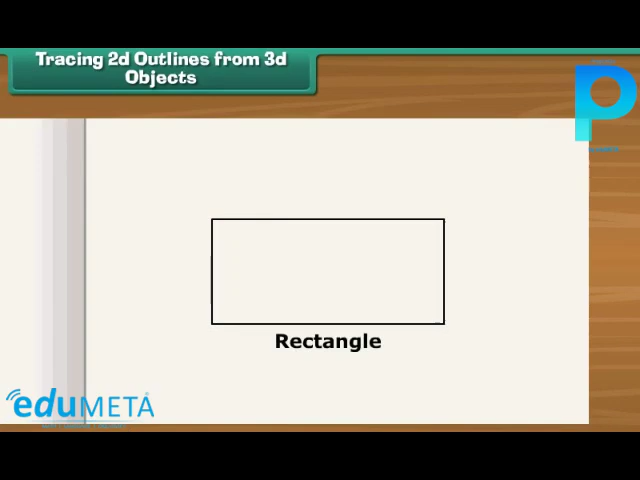 Tracing 2d Outlines from 3d
Objects
P
Rectangle
eduMETA